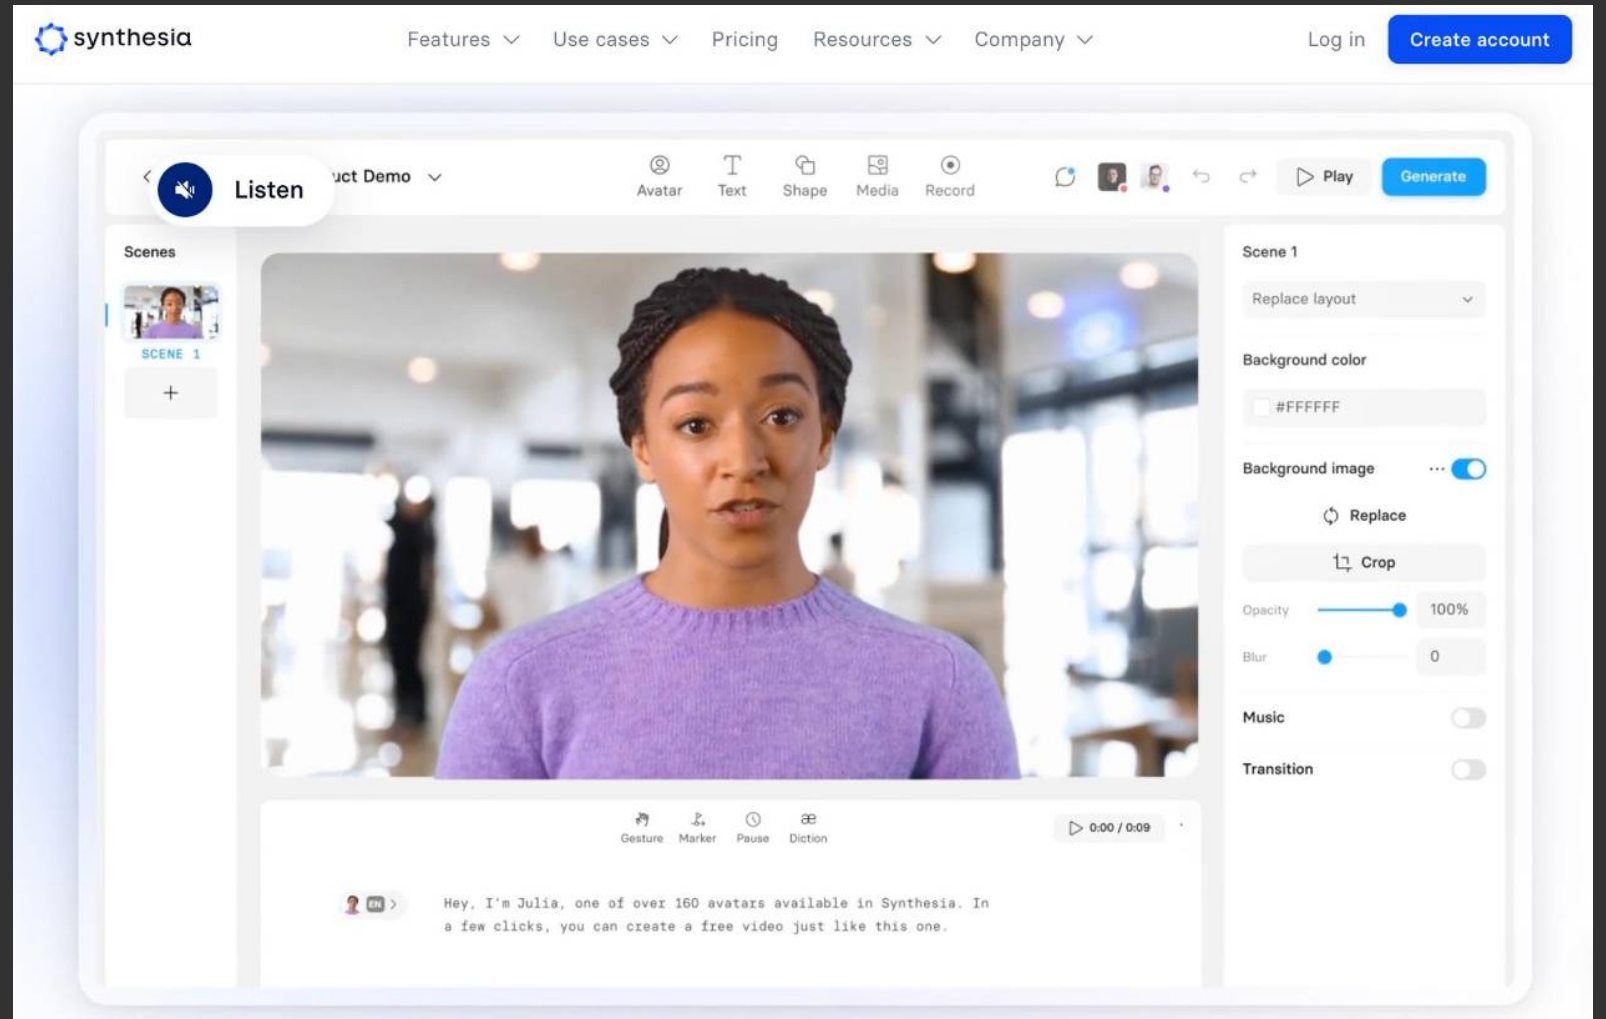 synthesia
Features
Use cases
Pricing
Resources
Company
Log in
Create account
Listen
uct Demo
Avatar
Text
Shape
Media
Record
Play
Generate
Scenes
SCENE 1
+
Scene 1
Replace layout
Background color
#FFFFFF
Background image
Replace
Crop
Opacity
100%
Blur
0
Music
Transition
Gesture
Marker
Pause
æ
Diction
0:00 / 0:09
EN
Hey, I'm Julia, one of over 160 avatars available in Synthesia. In
a few clicks, you can create a free video just like this one.